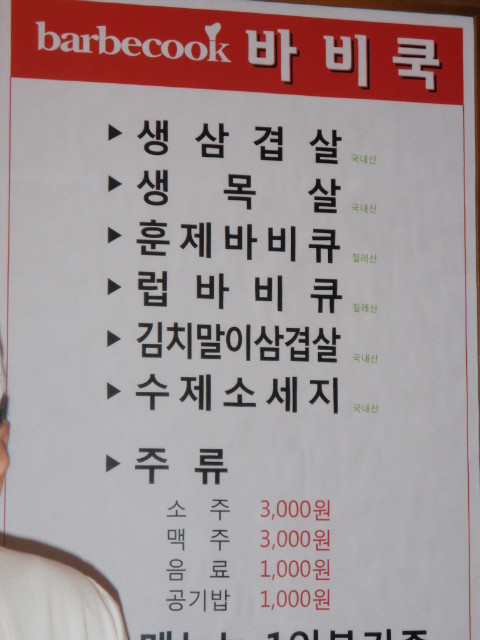 barbecook 바비쿡
▶ 생삼겹살 국내산
▶ 생목살 국내산
▶ 훈제바비큐 칠레산
▶ 럽바비큐 칠레산
▶ 김치말이삼겹살 국내산
▶ 수제소세지 국내산
▶ 주류
소주 3,000원
맥주 3,000원
음료 1,000원
공기밥 1,000원